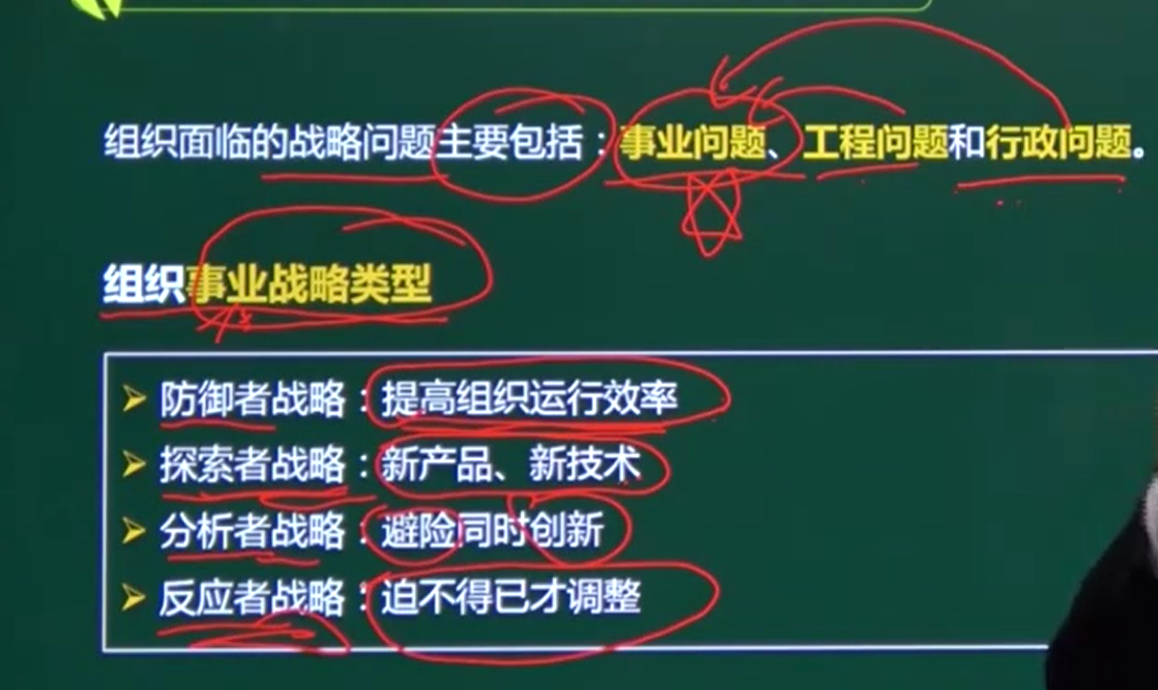 组织面临的战略问题主要包括：事业问题、工程问题和行政问题。
组织事业战略类型
防御者战略：提高组织运行效率
探索者战略：新产品、新技术
分析者战略：避险同时创新
反应者战略：迫不得已才调整